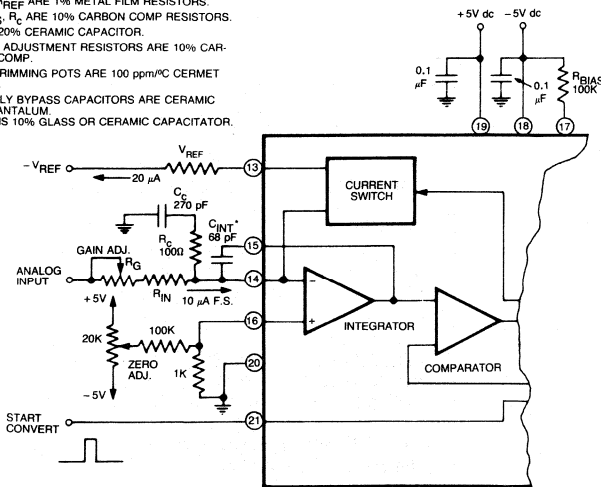 REF ARE 1% METAL FILM RESISTORS.
, RC ARE 10% CARBON COMP RESISTORS.
20% CERAMIC CAPACITOR.
ADJUSTMENT RESISTORS ARE 10% CAR-
COMP.
RIMMING POTS ARE 100 ppm/ºC CERMET
LY BYPASS CAPACITORS ARE CERAMIC
ANTALUM.
IS 10% GLASS OR CERAMIC CAPACITATOR.
+5V dc
-5V dc
0.1
µF
0.1
µF
RBIAS
100K
19
18
17
-VREF
20 µA
VREF
13
CURRENT
SWITCH
CC
270 pF
RC
100Ω
CINT*
68 pF
15
GAIN ADJ.
RG
ANALOG
INPUT
RIN
10 µA F.S.
14
-
+
INTEGRATOR
COMPARATOR
+5V
20K
-5V
100K
ZERO
ADJ.
1K
16
20
START
CONVERT
21